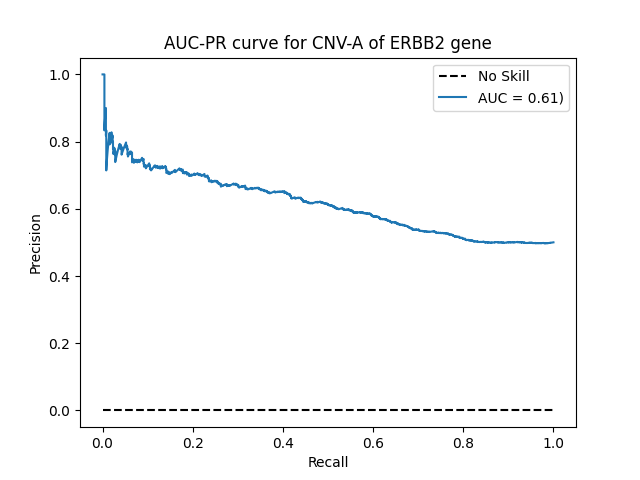 AUC-PR curve for CNV-A of ERBB2 gene
No Skill
AUC = 0.61)
1.0
0.8
0.6
0.4
0.2
0.0
Precision
0.0 0.2 0.4 0.6 0.8 1.0
Recall